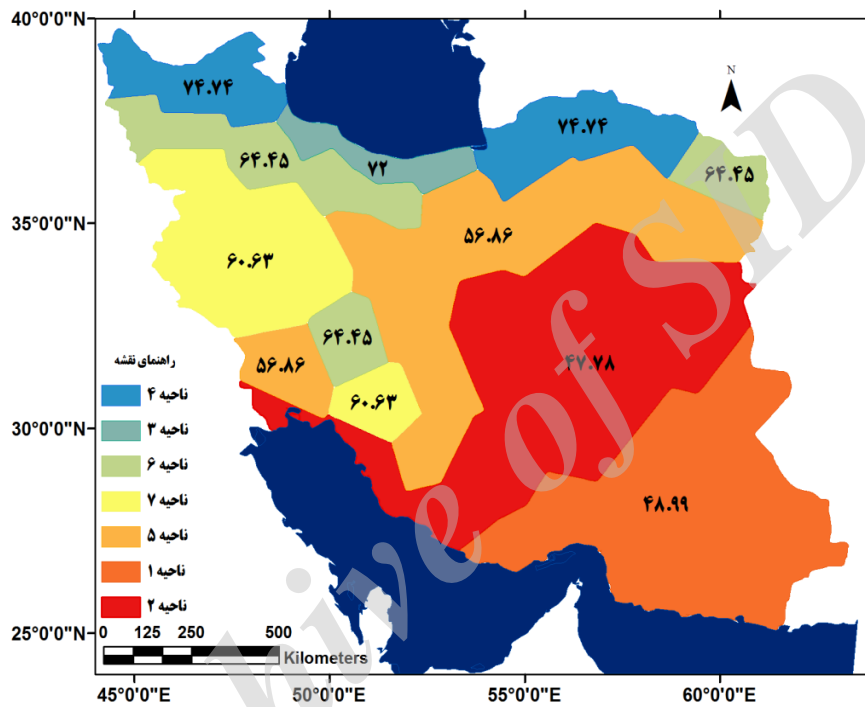 40°0'0"N
35°0'0"N
30°0'0"N
25°0'0"N
N
۷۴.۷۴
۷۴.۷۴
۶۴.۴۵
۷۲
۶۴.۴۵
۵۶.۸۶
۶۰.۶۳
۶۴.۴۵
۵۶.۸۶
۴۷.۷۸
۶۰.۶۳
۴۸.۹۹
راهنمای نقشه
ناحیه ۴
ناحیه ۳
ناحیه ۶
ناحیه ۷
ناحیه ۵
ناحیه ۱
ناحیه ۲
0 125 250 500
Kilometers
45°0'0"E 50°0'0"E 55°0'0"E 60°0'0"E
hive of SID